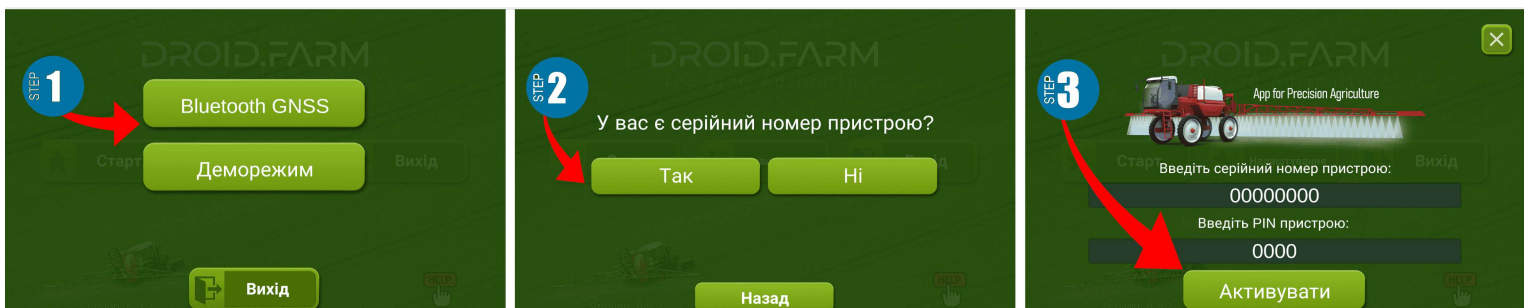 DROID.FARM
STEP 1
Bluetooth GNSS
Старт
Вихід
Деморежим
Вихід
HELP
DROID.FARM
STEP 2
У вас є серійний номер пристрою?
Так
Ні
Назад
HELP
DROID.FARM
STEP 3
App for Precision Agriculture
Старт
Налаштування
Вихід
Введіть серійний номер пристрою:
00000000
Введіть PIN пристрою:
0000
Активувати
HELP